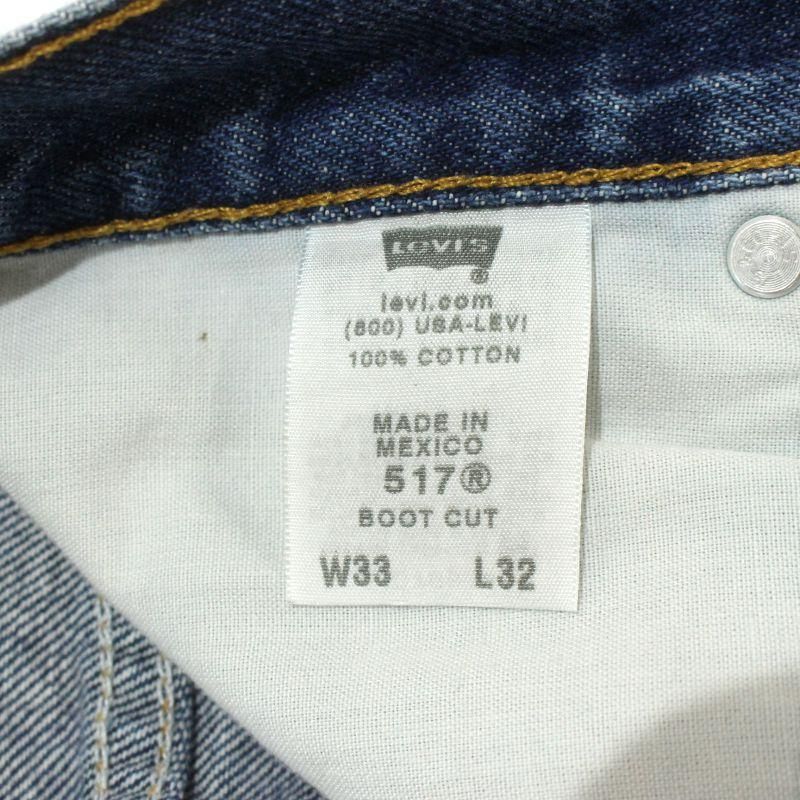 LEVI'S
®
levi.com
(800) USA-LEVI
100% COTTON
MADE IN
MEXICO
517®
BOOT CUT
W33 L32